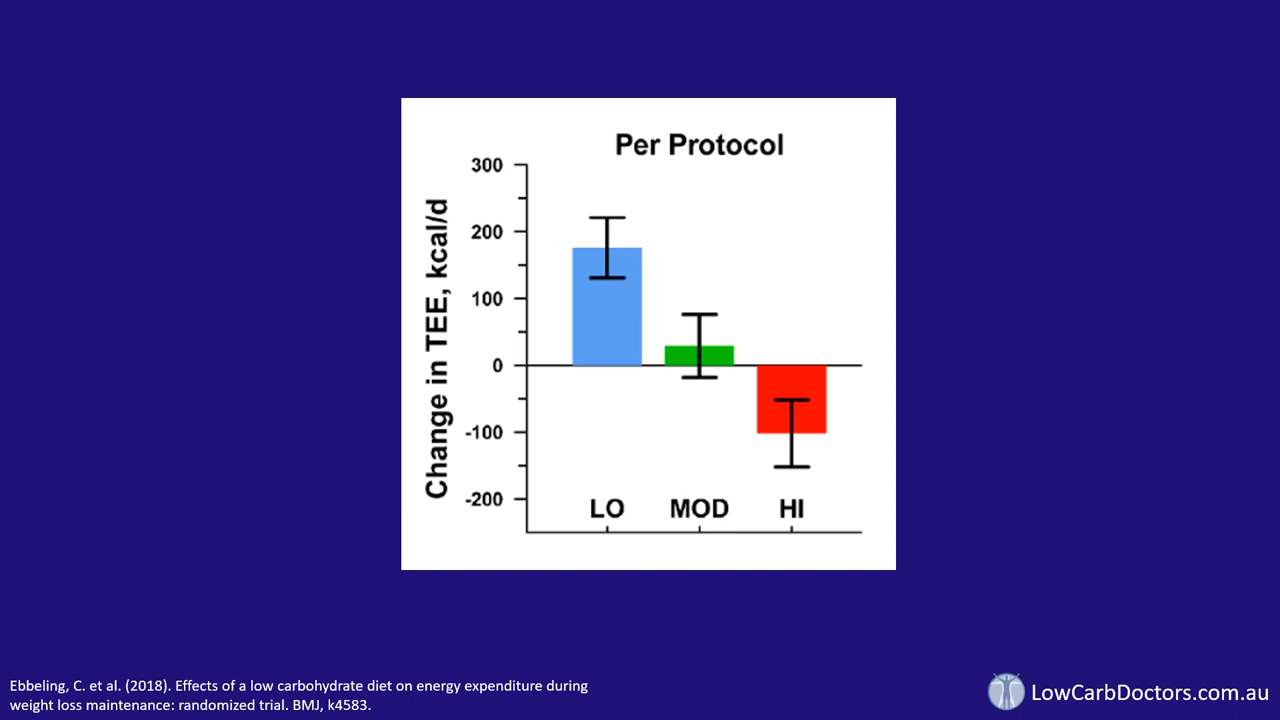 Per Protocol
300
200
100
0
-100
-200
Change in TEE, kcal/d
LO MOD HI
Ebbeling, C. et al. (2018). Effects of a low carbohydrate diet on energy expenditure during
weight loss maintenance: randomized trial. BMJ, k4583.
LowCarbDoctors.com.au